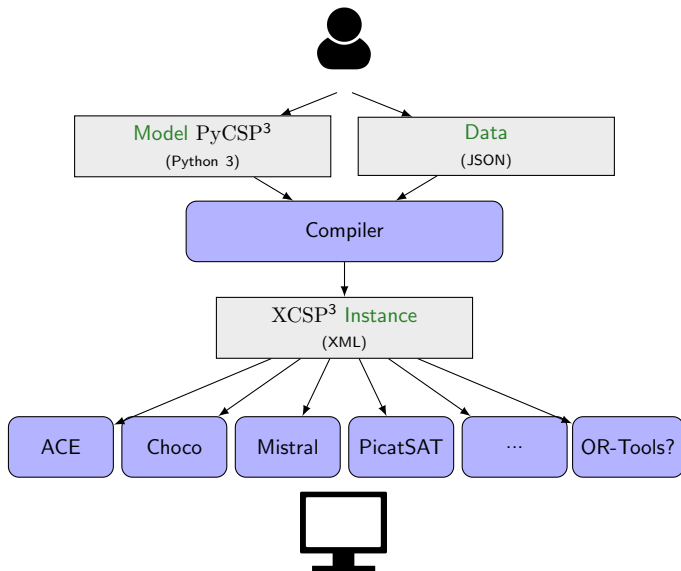 Model PyCSP³
(Python 3)
Data
(JSON)
Compiler
XCSP³ Instance
(XML)
ACE
Choco
Mistral
PicatSAT
...
OR-Tools?